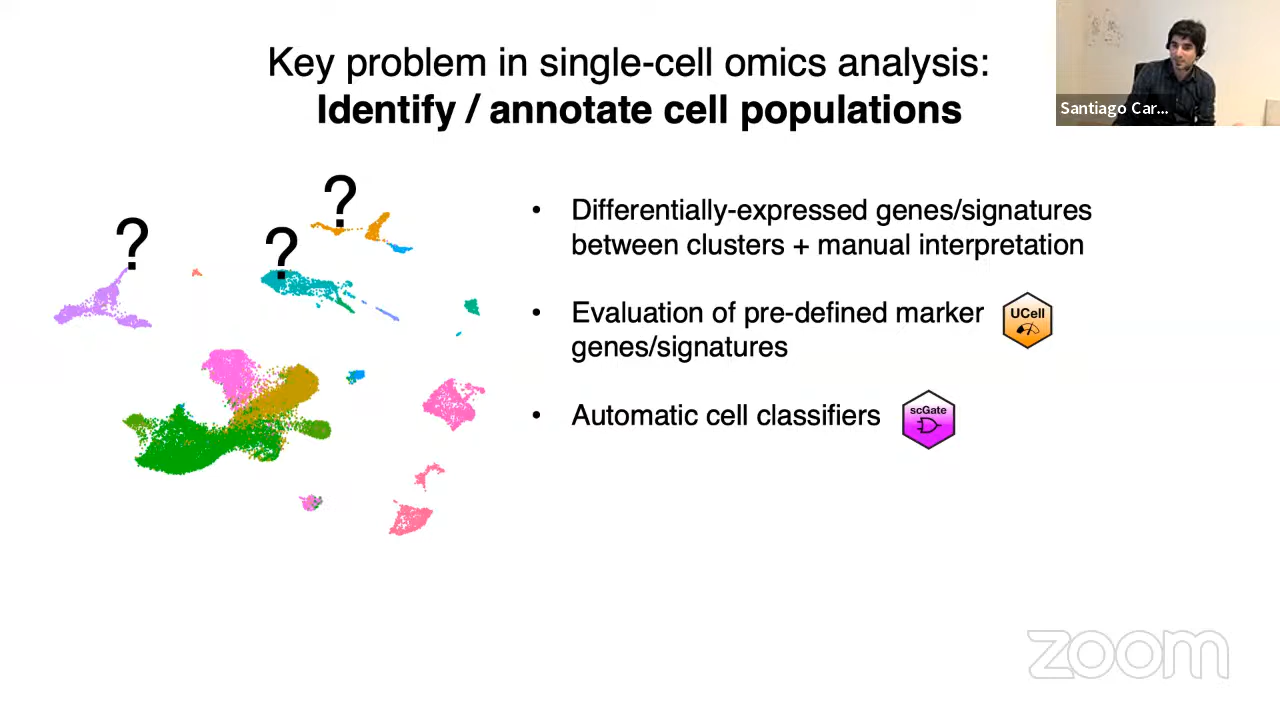 Key problem in single-cell omics analysis:
Identify / annotate cell populations
Santiago Car...
?
?
?
• Differentially-expressed genes/signatures
between clusters + manual interpretation
• Evaluation of pre-defined marker
genes/signatures
UCell
• Automatic cell classifiers
scGate
zoom